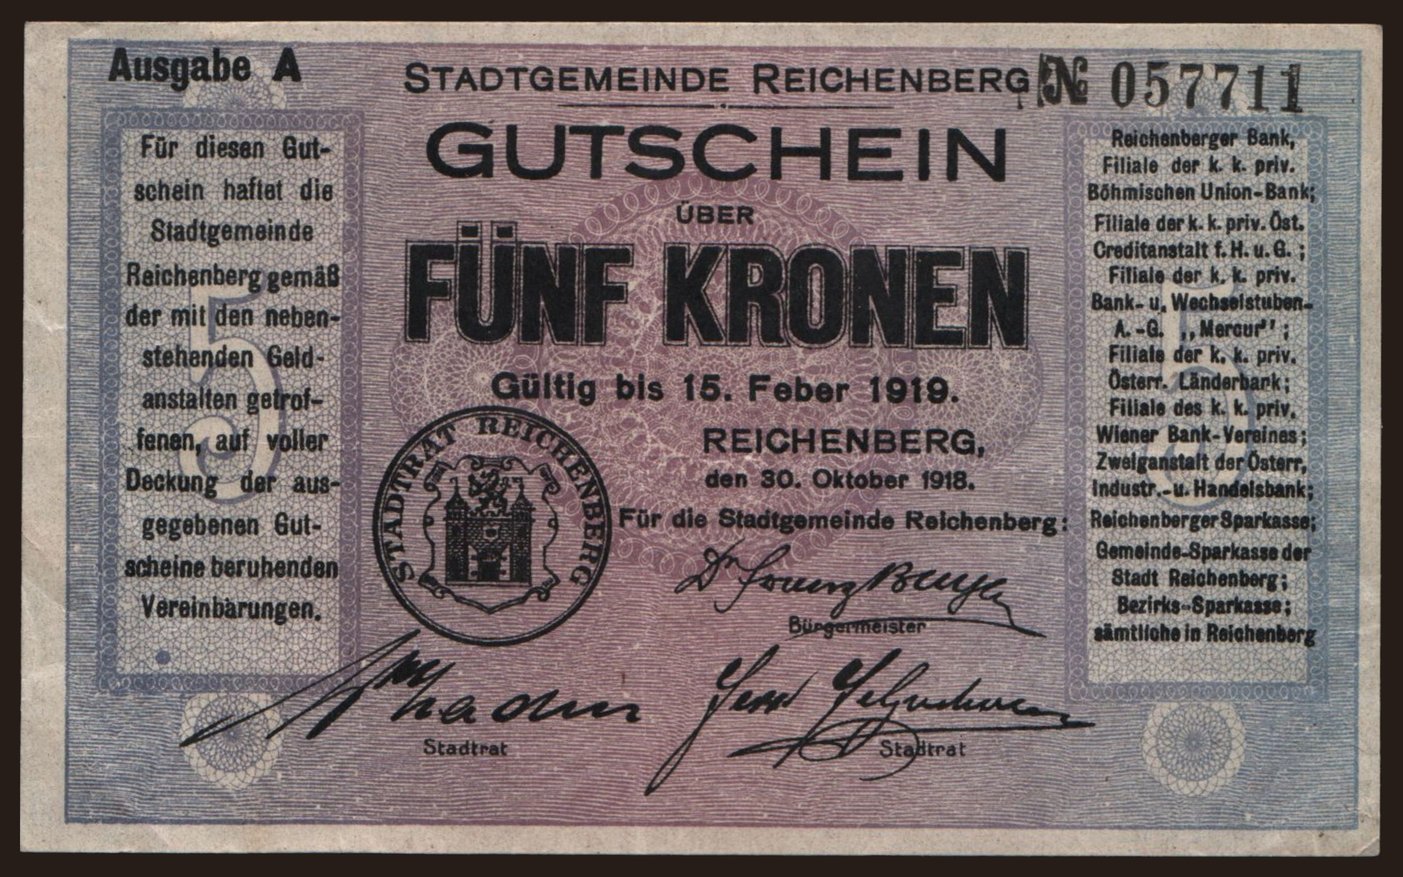 Ausgabe A
STADTGEMEINDE REICHENBERG
№ 057711
GUTSCHEIN
ÜBER
FÜNF KRONEN
Gültig bis 15. Feber 1919.
REICHENBERG,
den 30. Oktober 1918.
Für die Stadtgemeinde Reichenberg:
Dr Franz Bayer
Bürgermeister
Stadtrat
Stadtrat
STADTRAT REICHENBERG
Für diesen Gut-
schein haftet die
Stadtgemeinde
Reichenberg gemäß
der mit den neben-
stehenden Geld-
anstalten getrof-
fenen, auf voller
Deckung der aus-
gegebenen Gut-
scheine beruhenden
Vereinbarungen.
5
Reichenberger Bank,
Filiale der k. k. priv.
Böhmischen Union-Bank;
Filiale der k. k. priv. Öst.
Creditanstalt f. H. u. G. ;
Filiale der k. k. priv.
Bank- u. Wechselstuben-
A. -G. „Mercur" ;
Filiale der k. k. priv.
Österr. Länderbank;
Filiale des k. k. priv.
Wiener Bank-Vereines;
Zweiganstalt der Österr.
Industr.- u. Handelsbank;
Reichenberger Sparkasse;
Gemeinde-Sparkasse der
Stadt Reichenberg;
Bezirks-Sparkasse;
sämtliche in Reichenberg
5